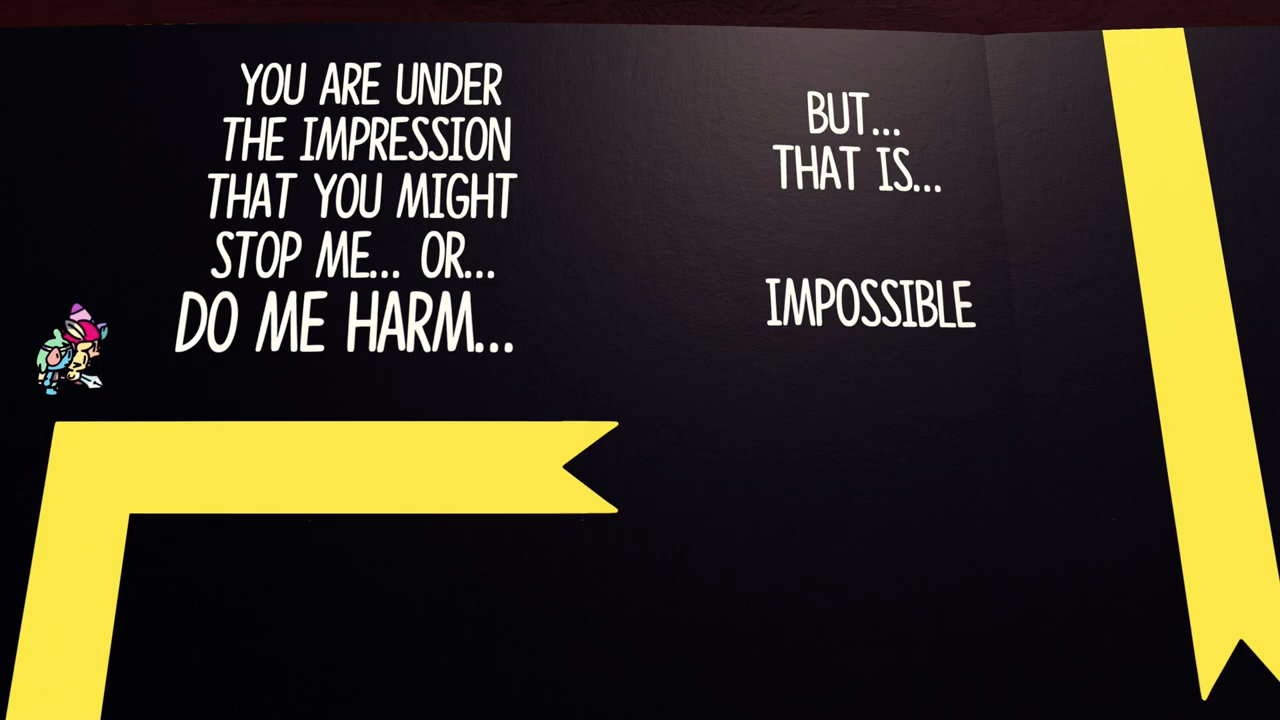 YOU ARE UNDER
THE IMPRESSION
THAT YOU MIGHT
STOP ME... OR...
DO ME HARM...
BUT...
THAT IS...
IMPOSSIBLE